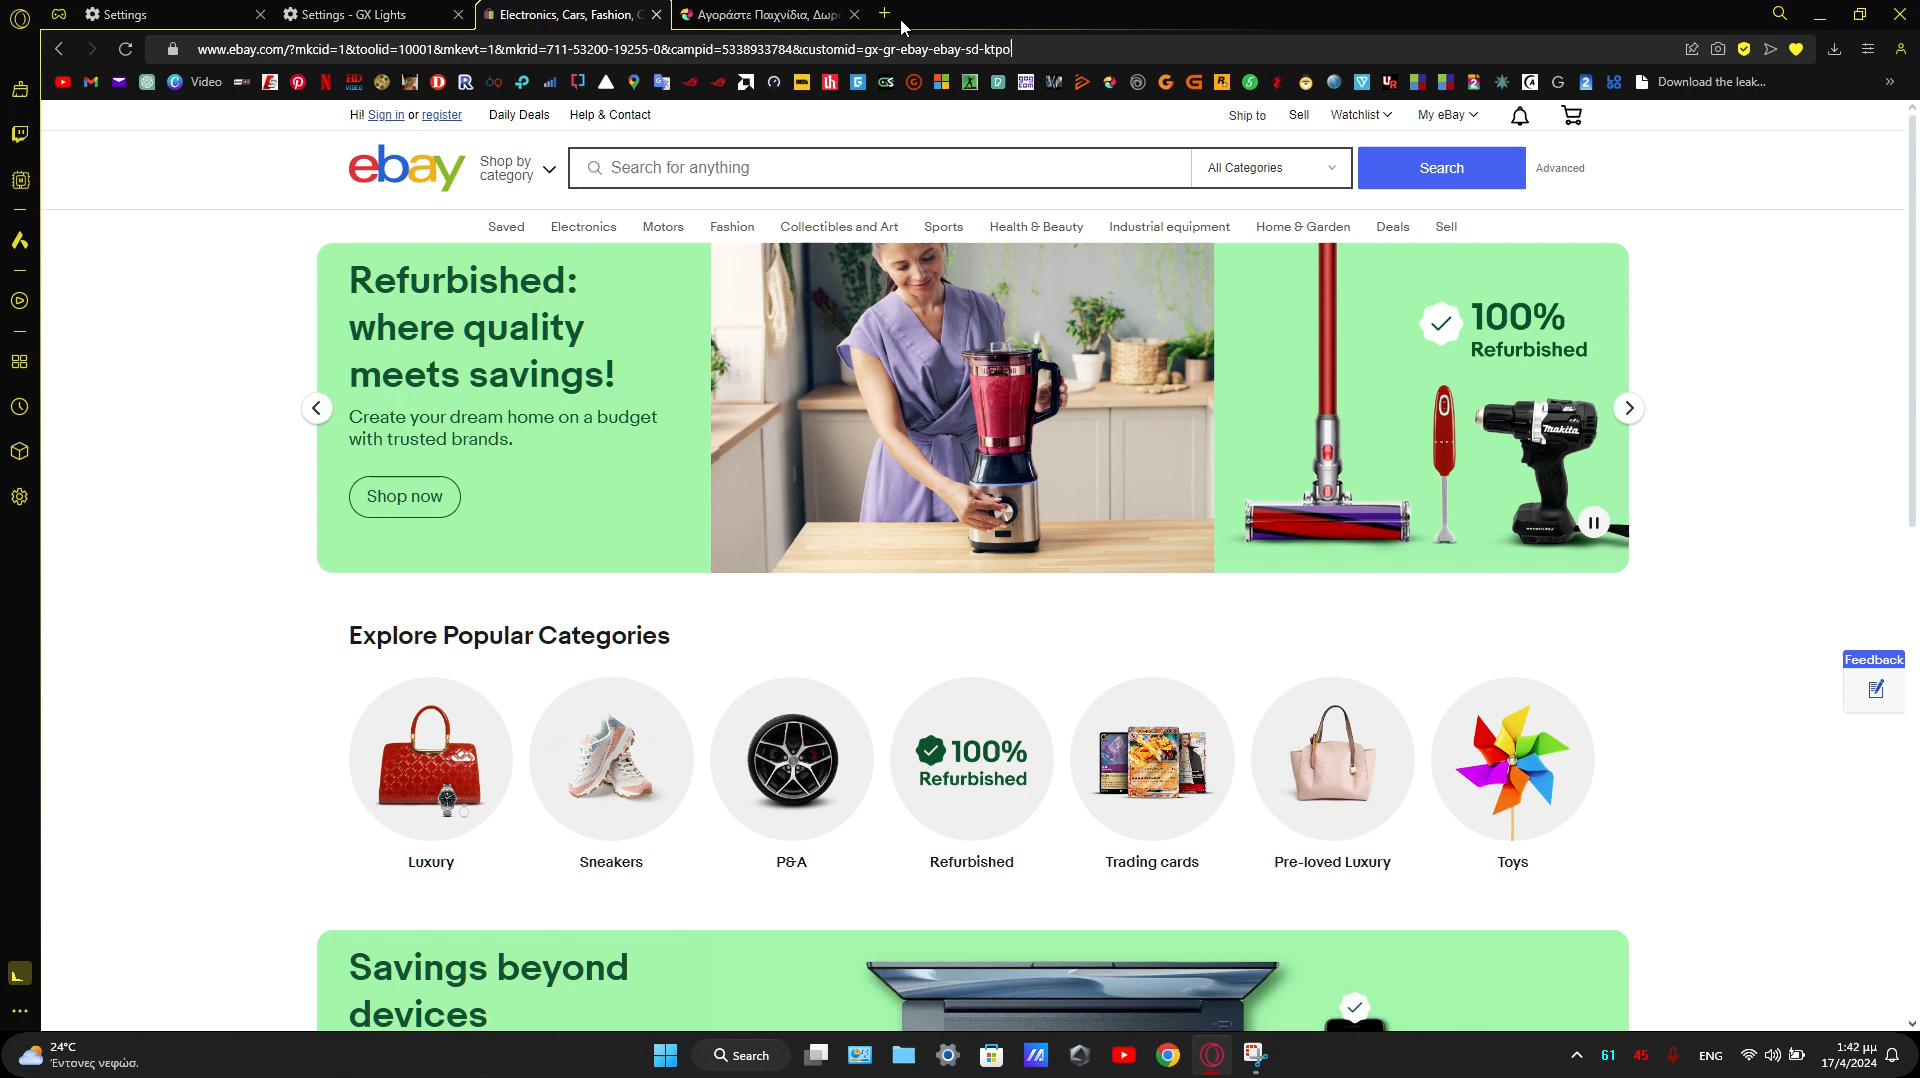 Settings
Settings - GX Lights
Electronics, Cars, Fashion, C
Αγοράστε Παιχνίδια, Δωρ
www.ebay.com/?mkcid=1&toolid=10001&mkevt=1&mkrid=711-53200-19255-0&campid=5338933784&customid=gx-gr-ebay-ebay-sd-ktpo
Video
Download the leak...
Hi! Sign in or register
Daily Deals
Help & Contact
Ship to
Sell
Watchlist
My eBay
ebay
Shop by
category
Search for anything
All Categories
Search
Advanced
Saved
Electronics
Motors
Fashion
Collectibles and Art
Sports
Health & Beauty
Industrial equipment
Home & Garden
Deals
Sell
Refurbished:
where quality
meets savings!
Create your dream home on a budget
with trusted brands.
Shop now
100%
Refurbished
makita
Explore Popular Categories
100%
Refurbished
Luxury
Sneakers
P&A
Refurbished
Trading cards
Pre-loved Luxury
Toys
Feedback
Savings beyond
devices
24°C
Έντονες νεφώσ.
Search
61
45
ENG
1:42 μμ
17/4/2024